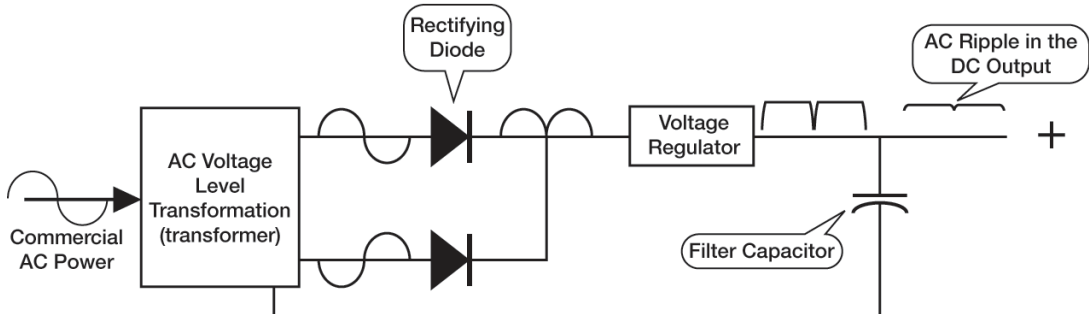 Rectifying
Diode
AC Ripple in the
DC Output
Voltage
Regulator
+
AC Voltage
Level
Transformation
(transformer)
Commercial
AC Power
Filter Capacitor